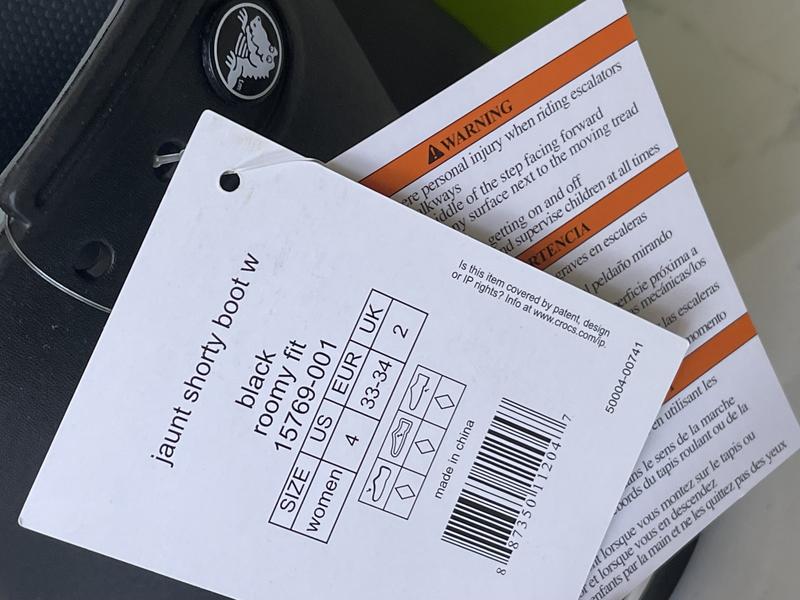 jaunt shorty boot w
black
roomy fit
15769-001
SIZE US EUR UK
women 4 33-34 2
made in china
8 87350 11204 7
Is this item covered by patent, design
or IP rights? Info at www.crocs.com/ip.
50004-00741
WARNING
personal injury when riding escalators
of the step facing forward
surface next to the moving tread
getting on and off
supervise children at all times
en escaleras
peldaño mirando
próxima a
mecánicas/los
las escaleras
momento
en utilisant les
le sens de la marche
du tapis roulant ou de la
lorsque vous montez sur le tapis ou
et lorsque vous en descendez
enfants par la main et ne les quittez pas des yeux